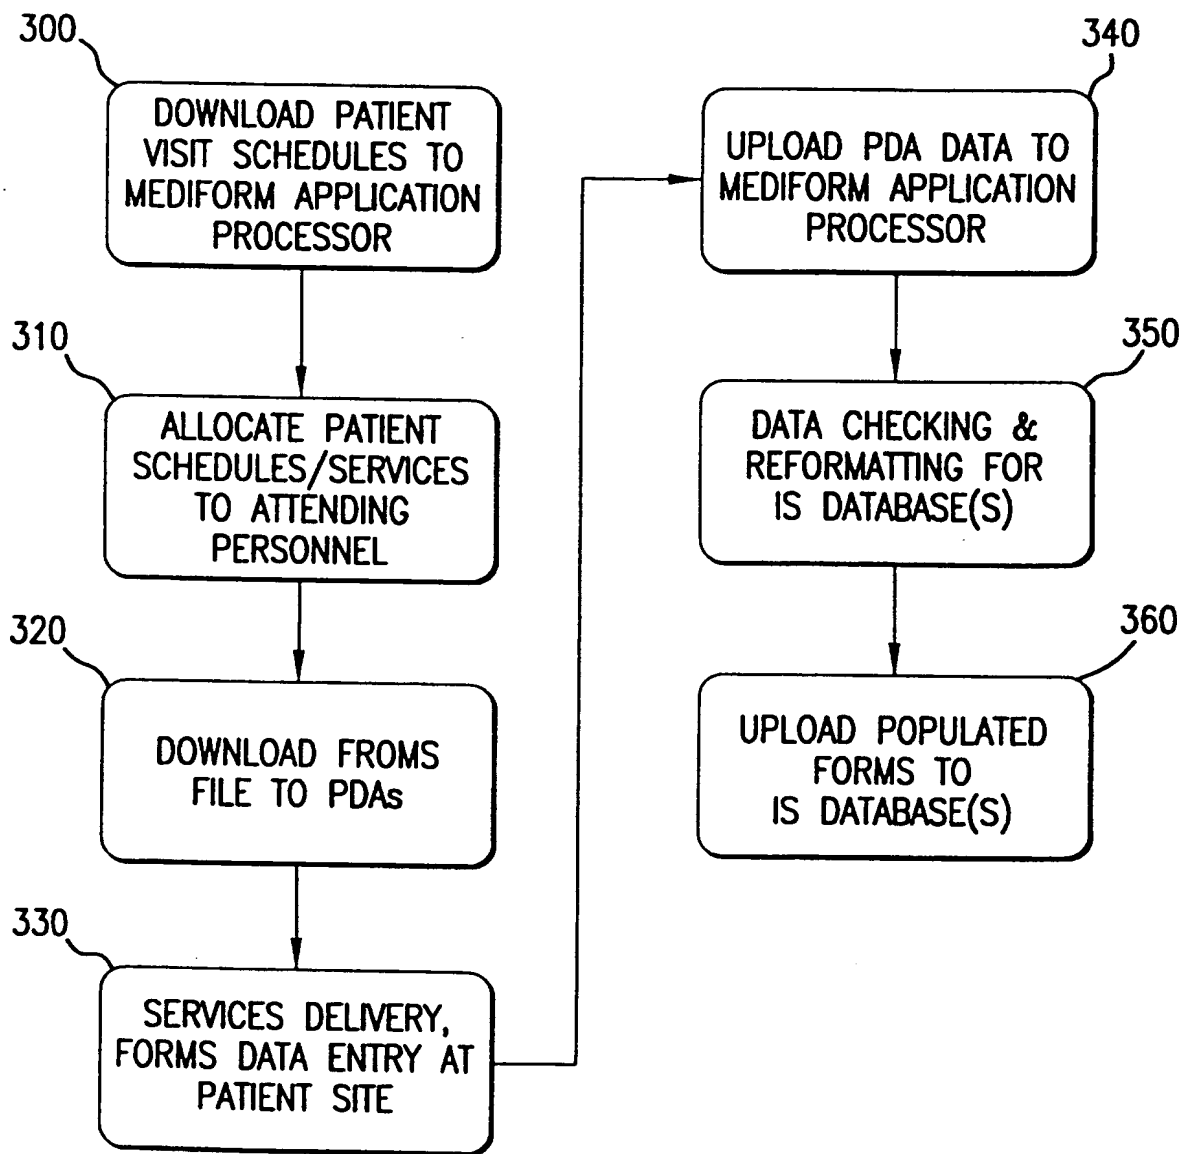 300
DOWNLOAD PATIENT
VISIT SCHEDULES TO
MEDIFORM APPLICATION
PROCESSOR
310
ALLOCATE PATIENT
SCHEDULES/SERVICES
TO ATTENDING
PERSONNEL
320
DOWNLOAD FROMS
FILE TO PDAs
330
SERVICES DELIVERY,
FORMS DATA ENTRY AT
PATIENT SITE
340
UPLOAD PDA DATA TO
MEDIFORM APPLICATION
PROCESSOR
350
DATA CHECKING &
REFORMATTING FOR
IS DATABASE(S)
360
UPLOAD POPULATED
FORMS TO
IS DATABASE(S)